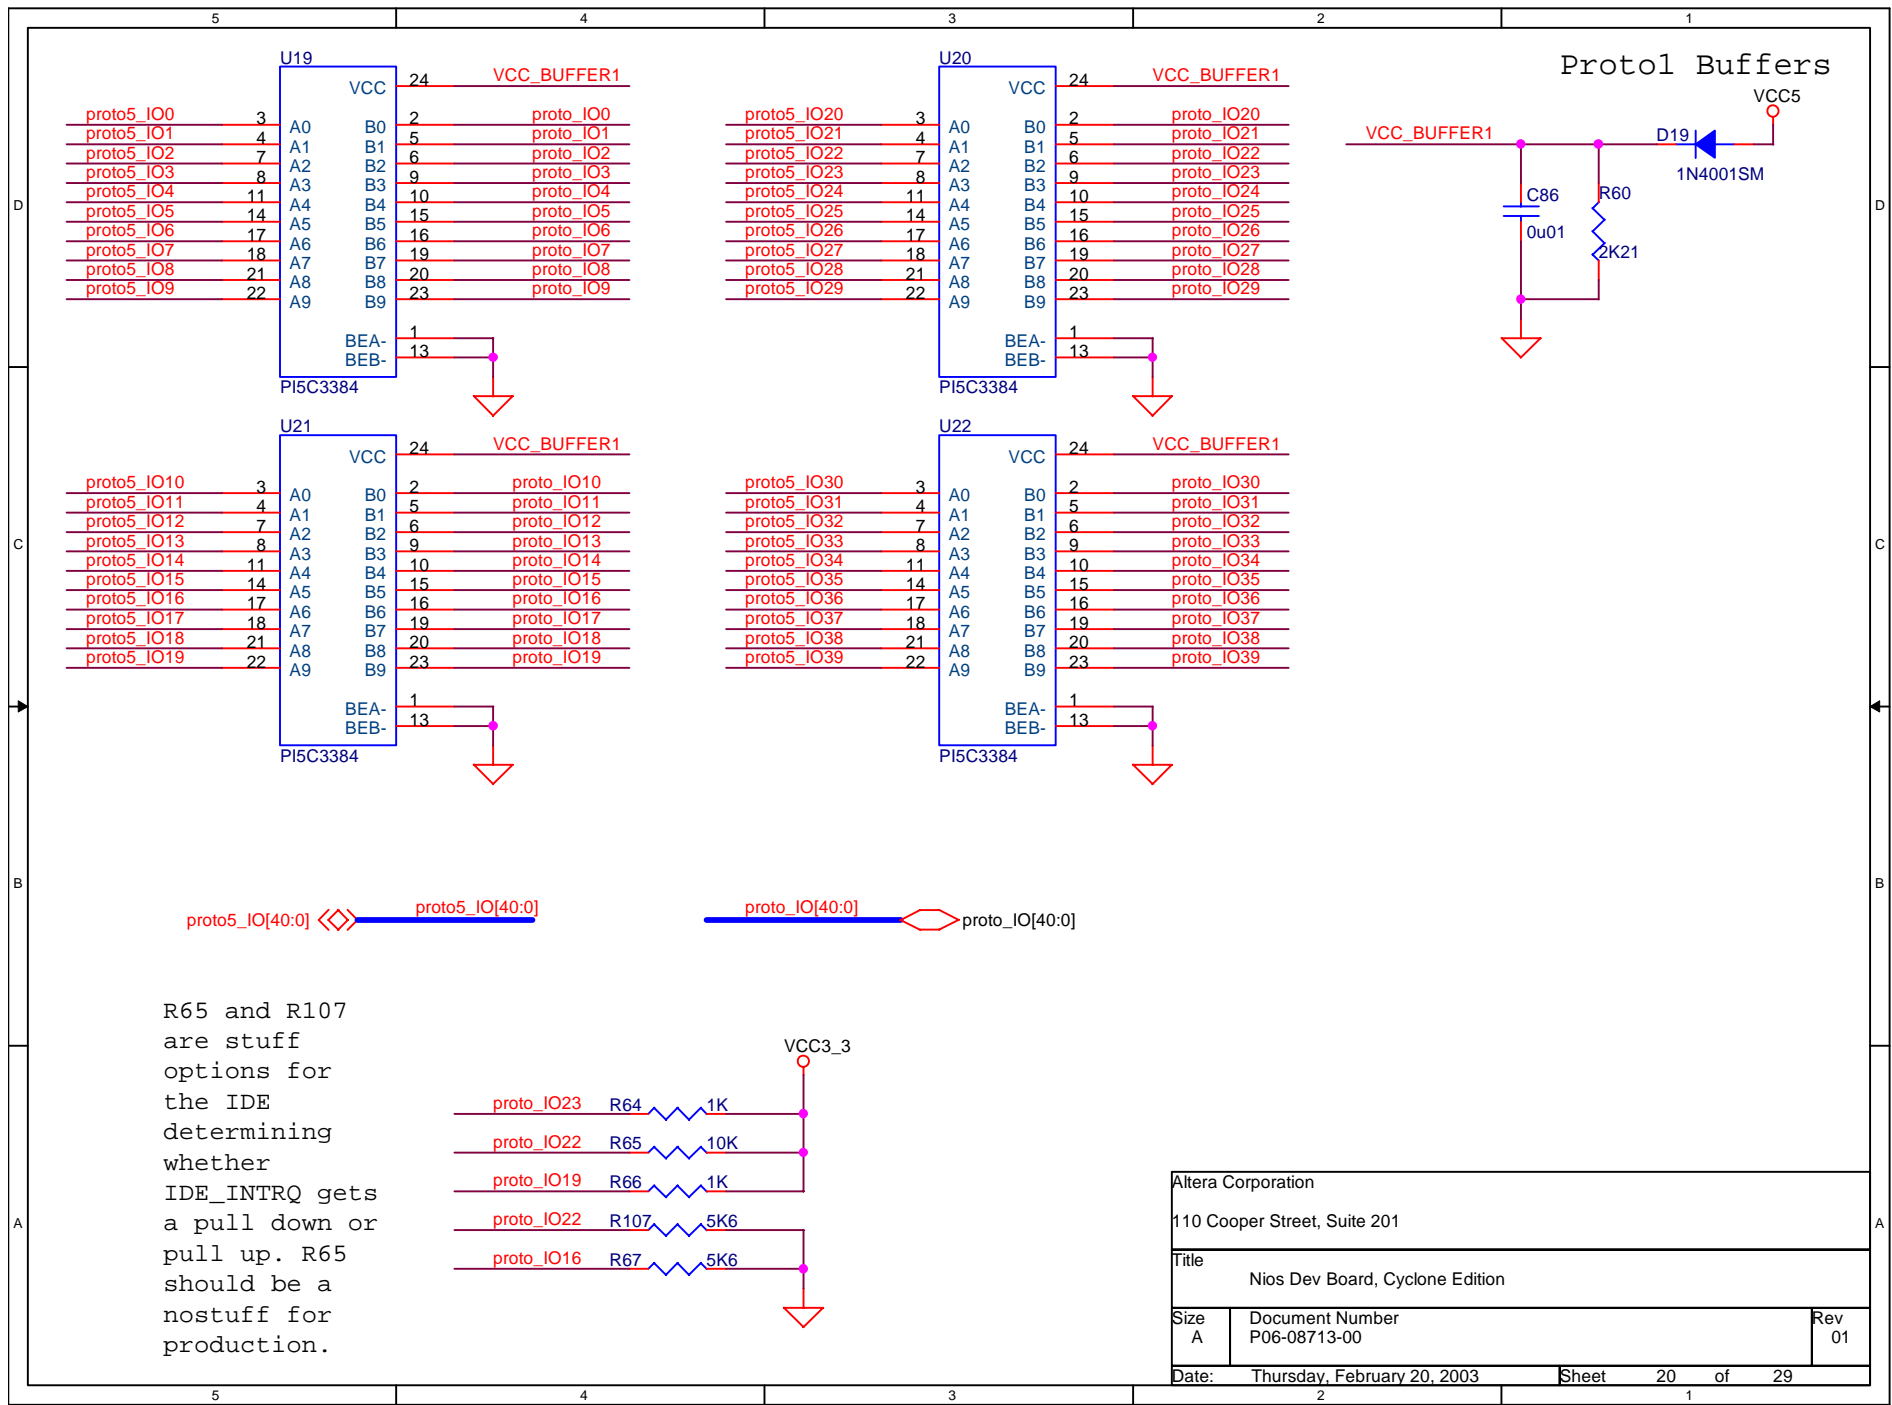 5 4 3 2 1
Proto1 Buffers
U19
VCC 24 VCC_BUFFER1
proto5_IO0 3 A0 B0 2 proto_IO0
proto5_IO1 4 A1 B1 5 proto_IO1
proto5_IO2 7 A2 B2 6 proto_IO2
proto5_IO3 8 A3 B3 9 proto_IO3
proto5_IO4 11 A4 B4 10 proto_IO4
proto5_IO5 14 A5 B5 15 proto_IO5
proto5_IO6 17 A6 B6 16 proto_IO6
proto5_IO7 18 A7 B7 19 proto_IO7
proto5_IO8 21 A8 B8 20 proto_IO8
proto5_IO9 22 A9 B9 23 proto_IO9
BEA- 1
BEB- 13
PI5C3384
U20
VCC 24 VCC_BUFFER1
proto5_IO20 3 A0 B0 2 proto_IO20
proto5_IO21 4 A1 B1 5 proto_IO21
proto5_IO22 7 A2 B2 6 proto_IO22
proto5_IO23 8 A3 B3 9 proto_IO23
proto5_IO24 11 A4 B4 10 proto_IO24
proto5_IO25 14 A5 B5 15 proto_IO25
proto5_IO26 17 A6 B6 16 proto_IO26
proto5_IO27 18 A7 B7 19 proto_IO27
proto5_IO28 21 A8 B8 20 proto_IO28
proto5_IO29 22 A9 B9 23 proto_IO29
BEA- 1
BEB- 13
PI5C3384
VCC5
VCC_BUFFER1 D19
1N4001SM
C86 R60
0u01 2K21
D D
U21
VCC 24 VCC_BUFFER1
proto5_IO10 3 A0 B0 2 proto_IO10
proto5_IO11 4 A1 B1 5 proto_IO11
proto5_IO12 7 A2 B2 6 proto_IO12
proto5_IO13 8 A3 B3 9 proto_IO13
proto5_IO14 11 A4 B4 10 proto_IO14
proto5_IO15 14 A5 B5 15 proto_IO15
proto5_IO16 17 A6 B6 16 proto_IO16
proto5_IO17 18 A7 B7 19 proto_IO17
proto5_IO18 21 A8 B8 20 proto_IO18
proto5_IO19 22 A9 B9 23 proto_IO19
BEA- 1
BEB- 13
PI5C3384
U22
VCC 24 VCC_BUFFER1
proto5_IO30 3 A0 B0 2 proto_IO30
proto5_IO31 4 A1 B1 5 proto_IO31
proto5_IO32 7 A2 B2 6 proto_IO32
proto5_IO33 8 A3 B3 9 proto_IO33
proto5_IO34 11 A4 B4 10 proto_IO34
proto5_IO35 14 A5 B5 15 proto_IO35
proto5_IO36 17 A6 B6 16 proto_IO36
proto5_IO37 18 A7 B7 19 proto_IO37
proto5_IO38 21 A8 B8 20 proto_IO38
proto5_IO39 22 A9 B9 23 proto_IO39
BEA- 1
BEB- 13
PI5C3384
C C
B B
proto5_IO[40:0] proto5_IO[40:0] proto_IO[40:0] proto_IO[40:0]
R65 and R107
are stuff
options for
the IDE
determining
whether
IDE_INTRQ gets
a pull down or
pull up. R65
should be a
nostuff for
production.
VCC3_3
proto_IO23 R64 1K
proto_IO22 R65 10K
proto_IO19 R66 1K
proto_IO22 R107 5K6
proto_IO16 R67 5K6
A A
Altera Corporation
110 Cooper Street, Suite 201
Title
Nios Dev Board, Cyclone Edition
Size Document Number Rev
A P06-08713-00 01
Date: Thursday, February 20, 2003 Sheet 20 of 29
5 4 3 2 1